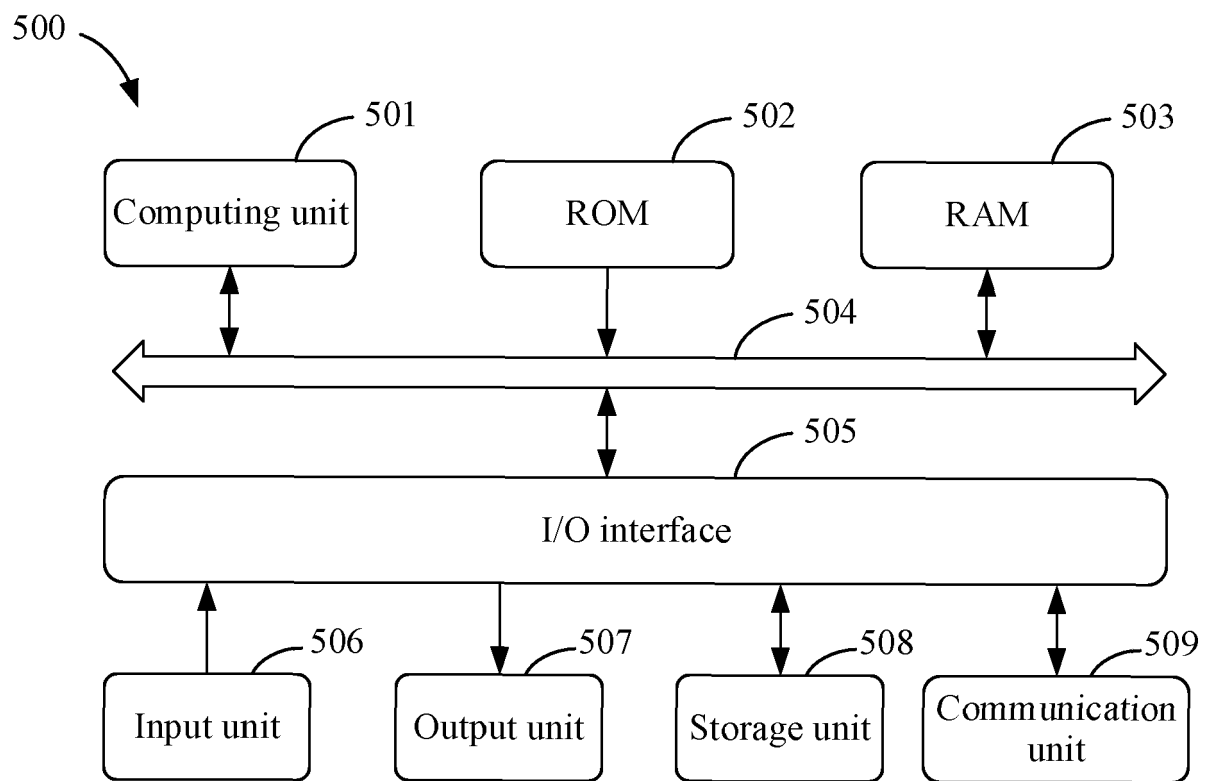 500
501
502
503
Computing unit
ROM
RAM
504
505
I/O interface
506
507
508
509
Input unit
Output unit
Storage unit
Communication
unit